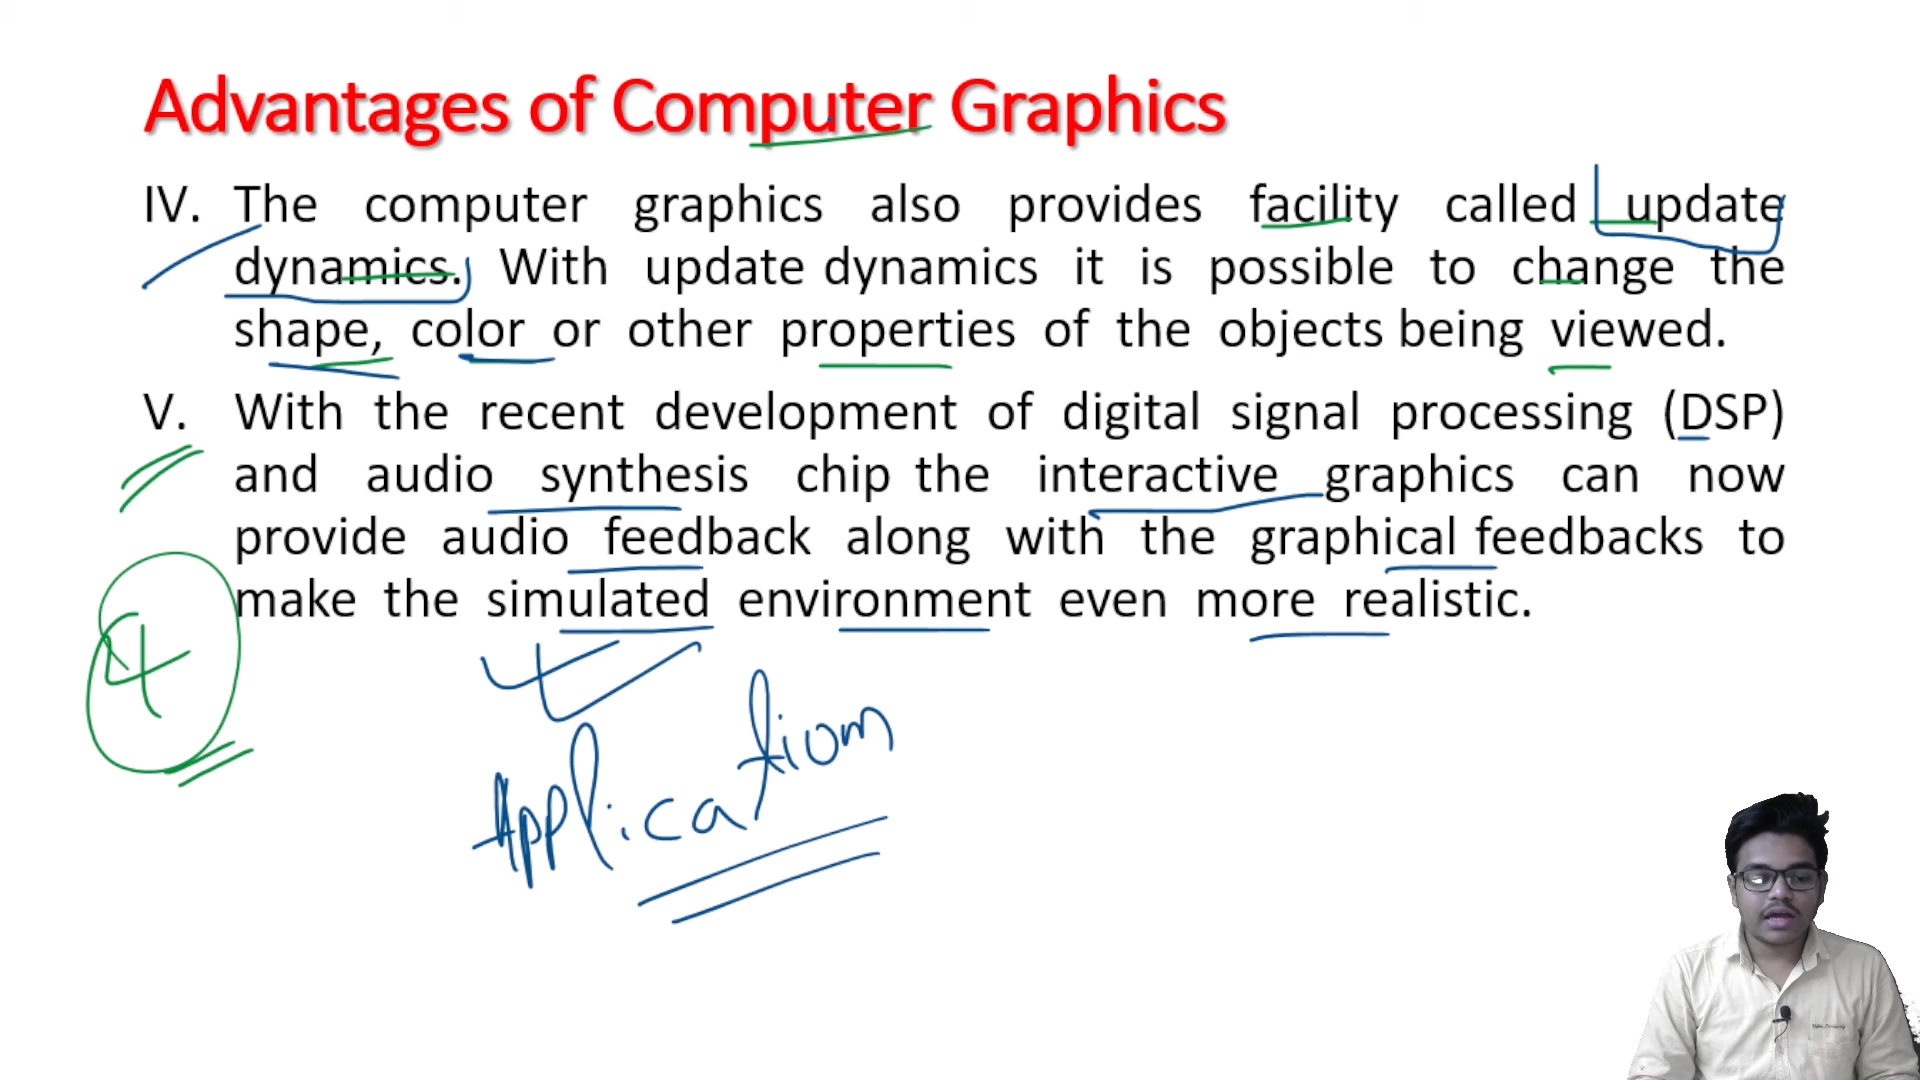 Advantages of Computer Graphics
IV. The computer graphics also provides facility called update
dynamics. With update dynamics it is possible to change the
shape, color or other properties of the objects being viewed.
V. With the recent development of digital signal processing (DSP)
and audio synthesis chip the interactive graphics can now
provide audio feedback along with the graphical feedbacks to
make the simulated environment even more realistic.
4
Application